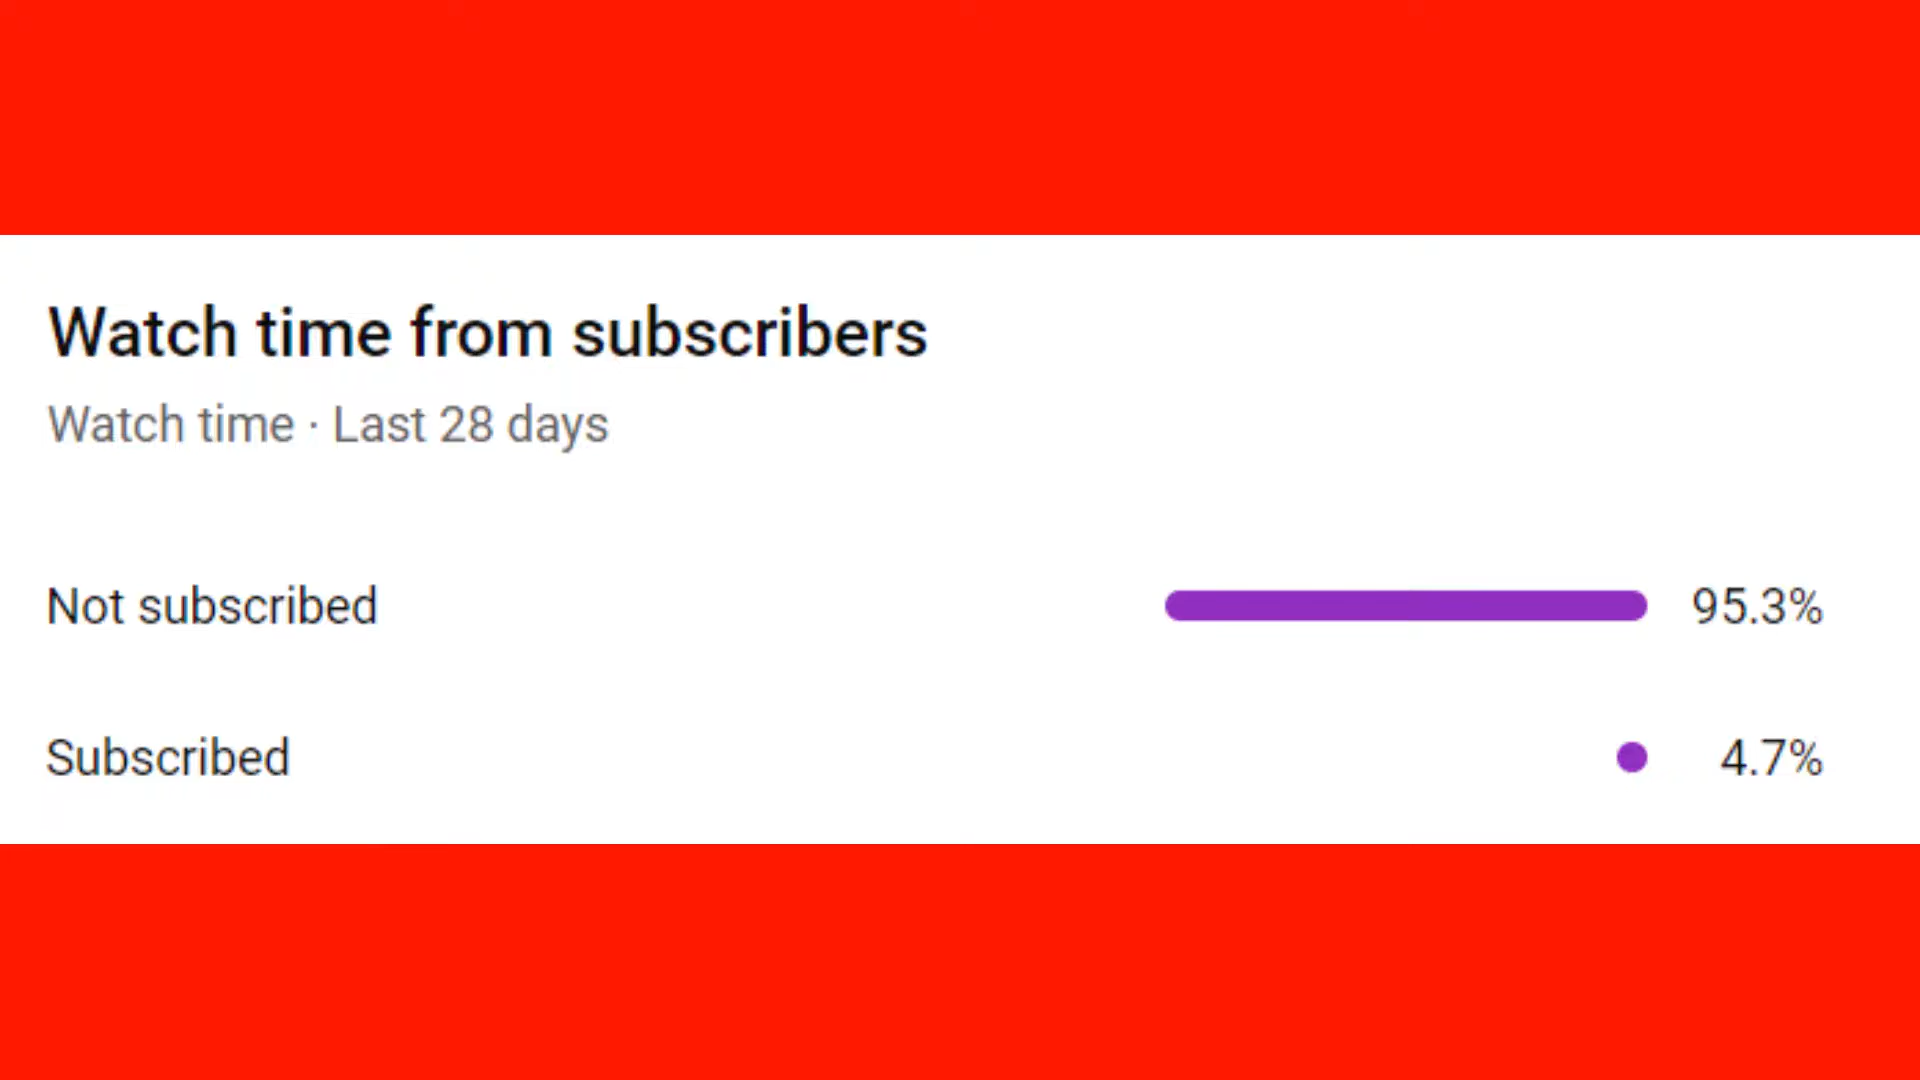 Watch time from subscribers
Watch time · Last 28 days
Not subscribed 95.3%
Subscribed 4.7%